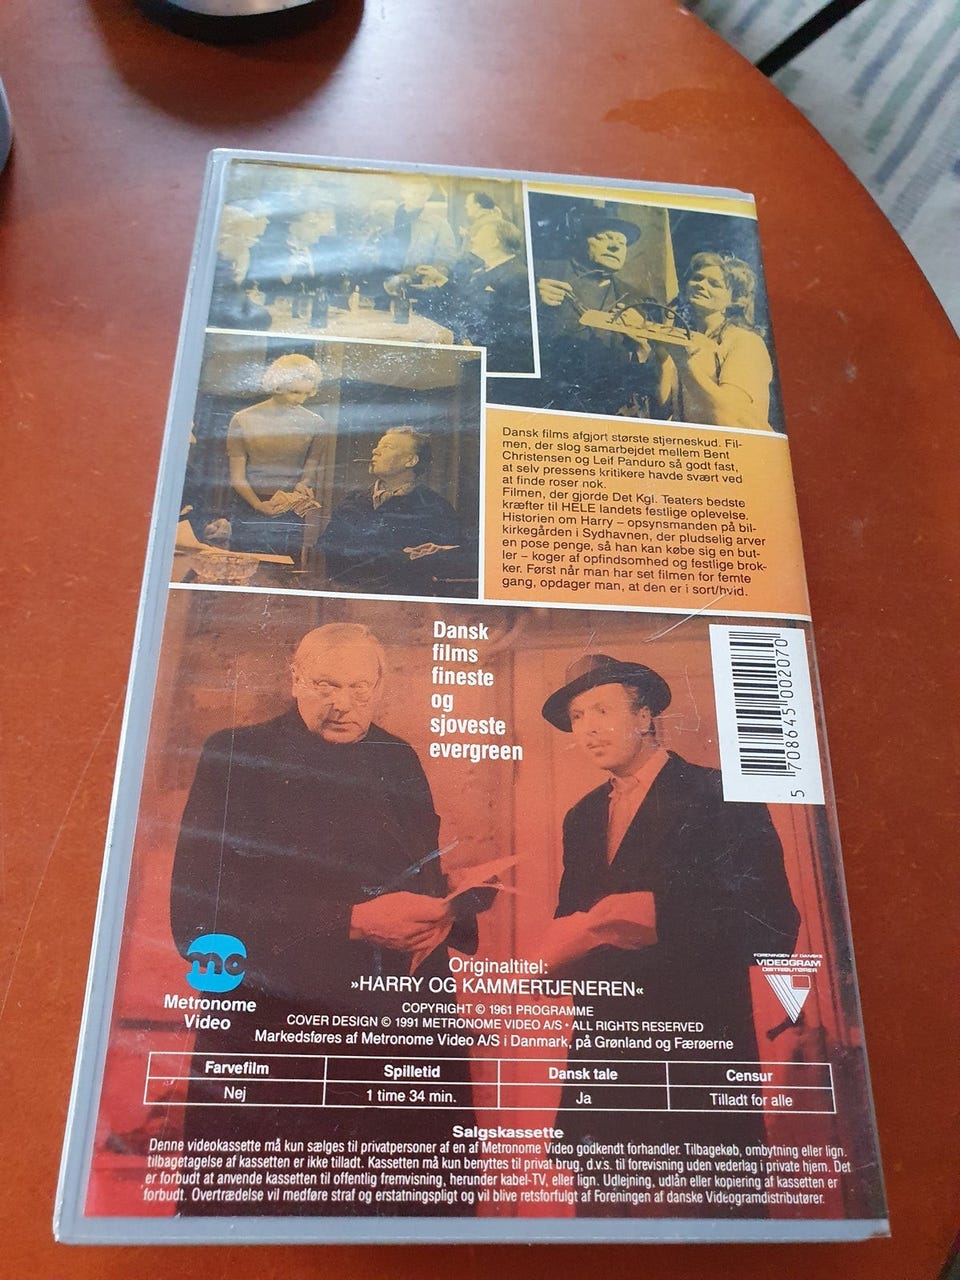 Dansk films afgjort største stjerneskud. Fil-
men, der slog samarbejdet mellem Bent
Christensen og Leif Panduro så godt fast,
at selv pressens kritikere havde svært ved
at finde roser nok.
Filmen, der gjorde Det Kgl. Teaters bedste
kræfter til HELE landets festlige oplevelse.
Historien om Harry – opsynsmanden på bil-
kirkegården i Sydhavnen, der pludselig arver
en pose penge, så han kan købe sig en but-
ler – koger af opfindsomhed og festlige brok-
ker. Først når man har set filmen for femte
gang, opdager man, at den er i sort/hvid.
Dansk
films
fineste
og
sjoveste
evergreen
5 708645 002070
mo
Metronome
Video
Originaltitel:
»HARRY OG KAMMERTJENEREN«
COPYRIGHT © 1961 PROGRAMME
COVER DESIGN © 1991 METRONOME VIDEO A/S • ALL RIGHTS RESERVED
Markedsføres af Metronome Video A/S i Danmark, på Grønland og Færøerne
FORENINGEN AF DANSKE
VIDEOGRAM
DISTRIBUTØRER
Farvefilm Spilletid Dansk tale Censur
Nej 1 time 34 min. Ja Tilladt for alle
Salgskassette
Denne videokassette må kun sælges til privatpersoner af en af Metronome Video godkendt forhandler. Tilbagekøb, ombytning eller lign.
tilbagetagelse af kassetten er ikke tilladt. Kassetten må kun benyttes til privat brug, d.v.s. til forevisning uden vederlag i private hjem. Det
er forbudt at anvende kassetten til offentlig fremvisning, herunder kabel-TV, eller lign. Udlejning, udlån eller kopiering af kassetten er
forbudt. Overtrædelse vil medføre straf og erstatningspligt og vil blive retsforfulgt af Foreningen af danske Videogramdistributører.